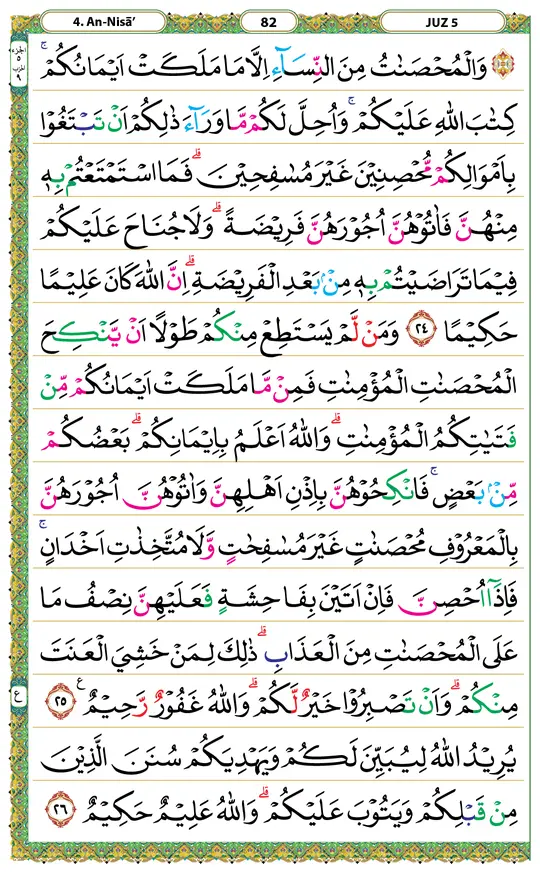 4. An-Nisā’
82
JUZ 5
الجزء ٥
الحزب ٩
۞ وَالْمُحْصَنٰتُ مِنَ النِّسَاۤءِ اِلَّا مَا مَلَكَتْ اَيْمَانُكُمْ ۚ
كِتٰبَ اللّٰهِ عَلَيْكُمْ ۚ وَاُحِلَّ لَكُمْ مَّا وَرَاۤءَ ذٰلِكُمْ اَنْ تَبْتَغُوْا
بِاَمْوَالِكُمْ مُّحْصِنِيْنَ غَيْرَ مُسٰفِحِيْنَ ۗ فَمَا اسْتَمْتَعْتُمْ بِهٖ
مِنْهُنَّ فَاٰتُوْهُنَّ اُجُوْرَهُنَّ فَرِيْضَةً ۗ وَلَا جُنَاحَ عَلَيْكُمْ
فِيْمَا تَرَاضَيْتُمْ بِهٖ مِنْۢ بَعْدِ الْفَرِيْضَةِ ۗ اِنَّ اللّٰهَ كَانَ عَلِيْمًا
حَكِيْمًا ٢٤ وَمَنْ لَّمْ يَسْتَطِعْ مِنْكُمْ طَوْلًا اَنْ يَّنْكِحَ
الْمُحْصَنٰتِ الْمُؤْمِنٰتِ فَمِنْ مَّا مَلَكَتْ اَيْمَانُكُمْ مِّنْ
فَتَيٰتِكُمُ الْمُؤْمِنٰتِ ۗ وَاللّٰهُ اَعْلَمُ بِاِيْمَانِكُمْ ۗ بَعْضُكُمْ
مِّنْۢ بَعْضٍ ۚ فَانْكِحُوْهُنَّ بِاِذْنِ اَهْلِهِنَّ وَاٰتُوْهُنَّ اُجُوْرَهُنَّ
بِالْمَعْرُوْفِ مُحْصَنٰتٍ غَيْرَ مُسٰفِحٰتٍ وَّلَا مُتَّخِذٰتِ اَخْدَانٍ ۚ
فَاِذَآ اُحْصِنَّ فَاِنْ اَتَيْنَ بِفَاحِشَةٍ فَعَلَيْهِنَّ نِصْفُ مَا
عَلَى الْمُحْصَنٰتِ مِنَ الْعَذَابِ ۗ ذٰلِكَ لِمَنْ خَشِيَ الْعَنَتَ
مِنْكُمْ ۗ وَاَنْ تَصْبِرُوْا خَيْرٌ لَّكُمْ ۗ وَاللّٰهُ غَفُوْرٌ رَّحِيْمٌ ࣖ ٢٥
ع
يُرِيْدُ اللّٰهُ لِيُبَيِّنَ لَكُمْ وَيَهْدِيَكُمْ سُنَنَ الَّذِيْنَ
مِنْ قَبْلِكُمْ وَيَتُوْبَ عَلَيْكُمْ ۗ وَاللّٰهُ عَلِيْمٌ حَكِيْمٌ ٢٦